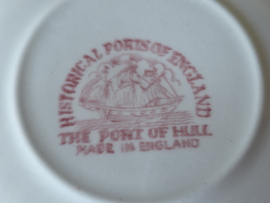 HISTORICAL PORTS OF ENGLAND
THE PORT OF HULL
MADE IN ENGLAND